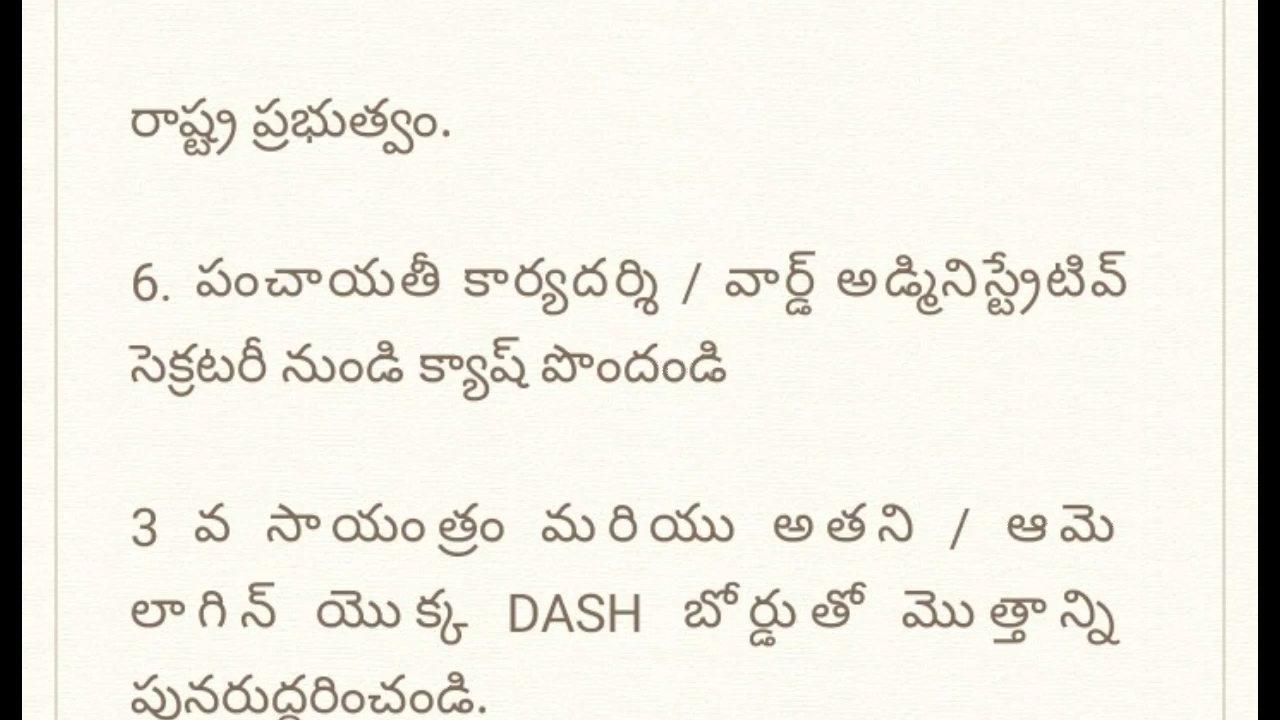 రాష్ట్ర ప్రభుత్వం.
6. పంచాయతీ కార్యదర్శి / వార్డ్ అడ్మినిస్ట్రేటివ్
సెక్రటరీ నుండి క్యాష్ పొందండి
3 వ సాయంత్రం మరియు అతని / ఆమె
లాగిన్ యొక్క DASH బోర్డుతో మొత్తాన్ని
పునరుద్ధరించండి.